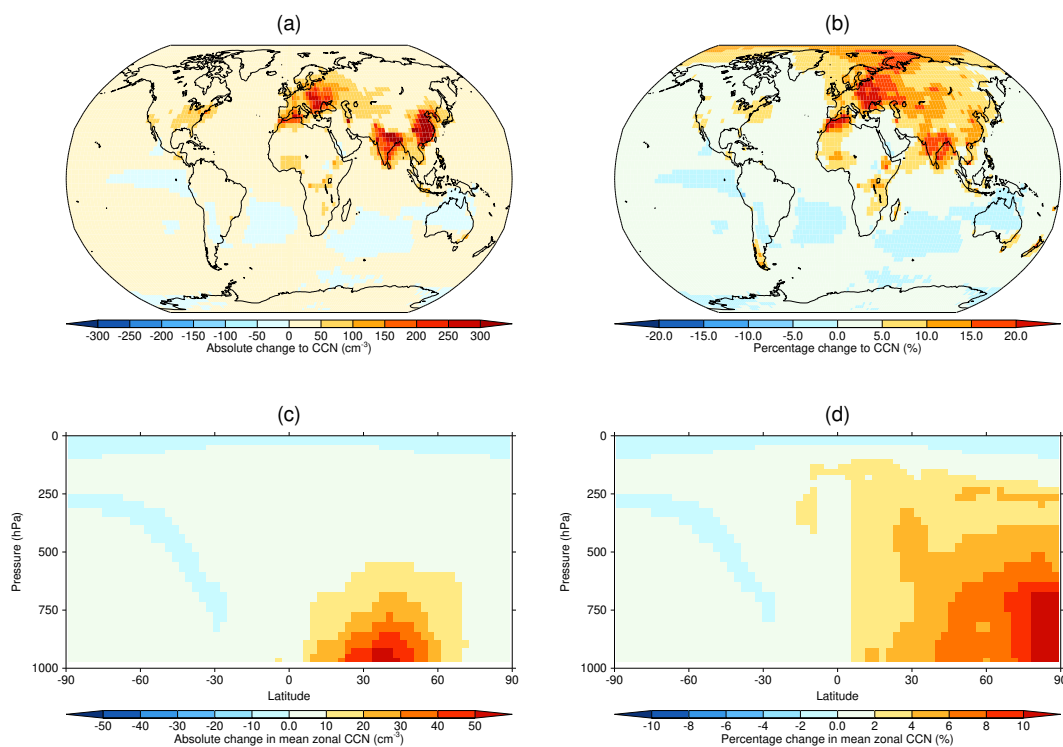 (a)
(b)
-300 -250 -200 -150 -100 -50 0 50 100 150 200 250 300
Absolute change to CCN (cm-3)
-20.0 -15.0 -10.0 -5.0 0.0 5.0 10.0 15.0 20.0
Percentage change to CCN (%)
(c)
(d)
0
250
500
750
1000
Pressure (hPa)
-90 -60 -30 0 30 60 90
Latitude
-50 -40 -30 -20 -10 0.0 10 20 30 40 50
Absolute change in mean zonal CCN (cm-3)
0
250
500
750
1000
Pressure (hPa)
-90 -60 -30 0 30 60 90
Latitude
-10 -8 -6 -4 -2 0.0 2 4 6 8 10
Percentage change in mean zonal CCN (%)